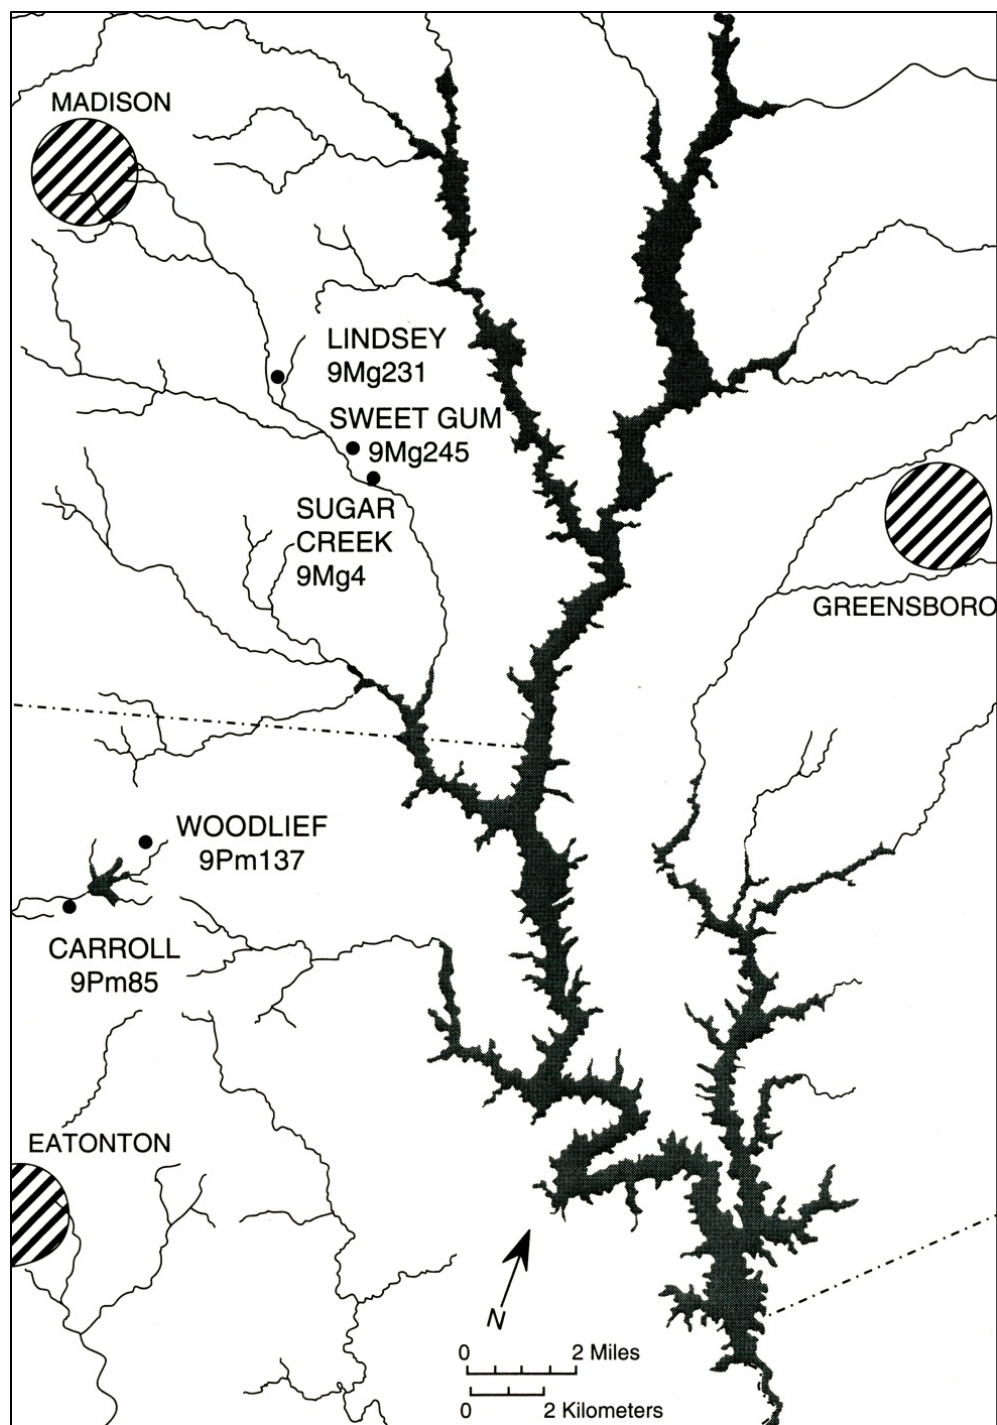 MADISON
LINDSEY
9Mg231
SWEET GUM
9Mg245
SUGAR
CREEK
9Mg4
GREENSBORO
WOODLIEF
9Pm137
CARROLL
9Pm85
EATONTON
N
0 2 Miles
0 2 Kilometers